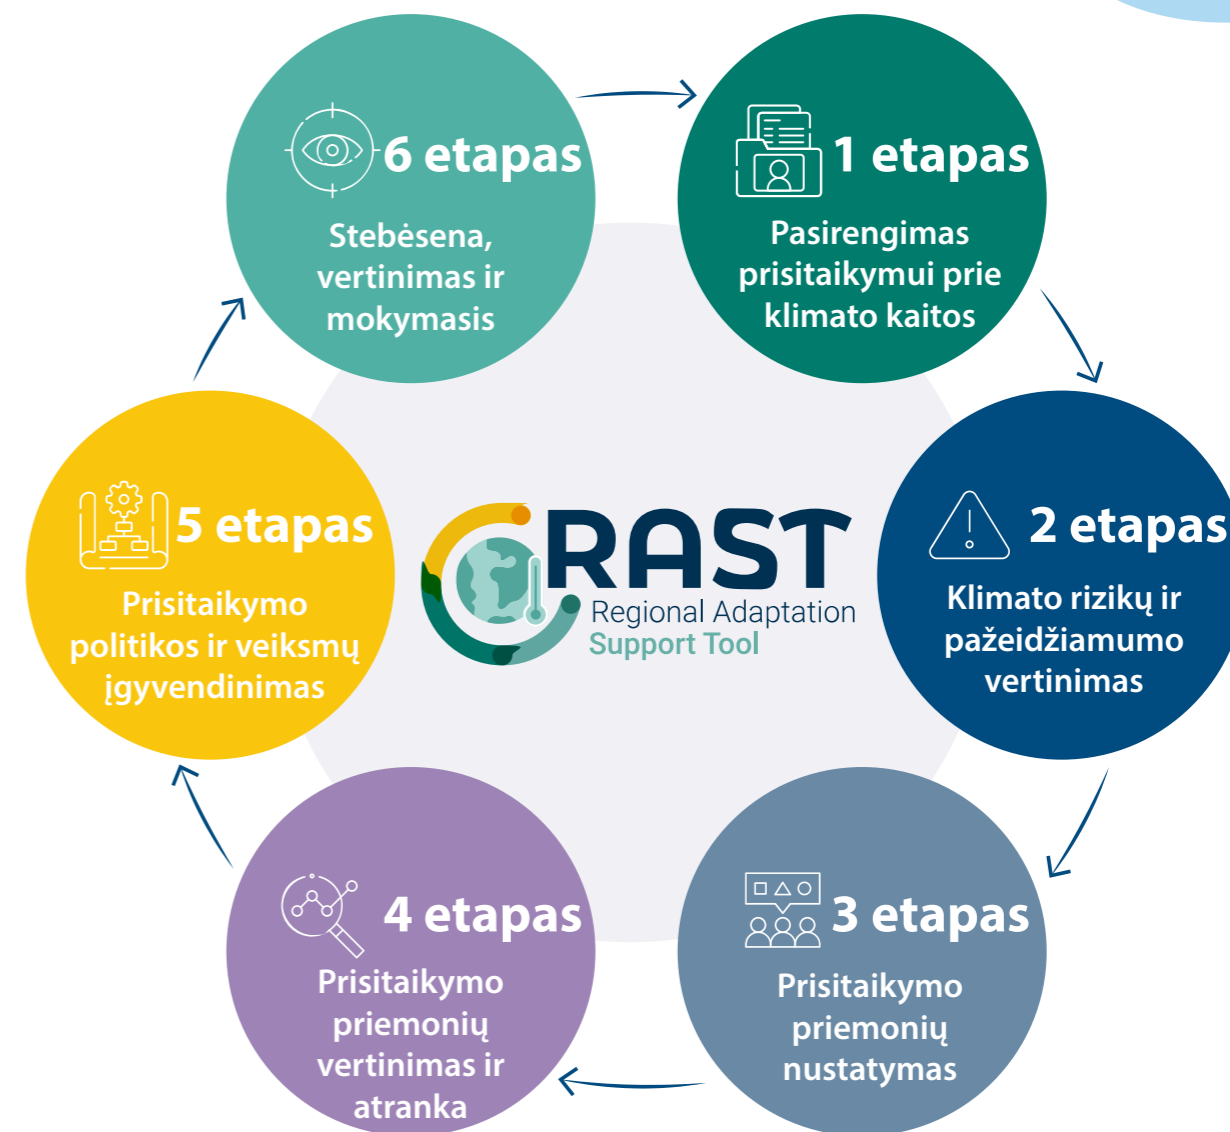 1 etapas
Pasirengimas
prisitaikymui prie
klimato kaitos
2 etapas
Klimato rizikų ir
pažeidžiamumo
vertinimas
3 etapas
Prisitaikymo
priemonių
nustatymas
4 etapas
Prisitaikymo
priemonių
vertinimas ir
atranka
5 etapas
Prisitaikymo
politikos ir veiksmų
įgyvendinimas
6 etapas
Stebėsena,
vertinimas ir
mokymasis
RAST
Regional Adaptation
Support Tool